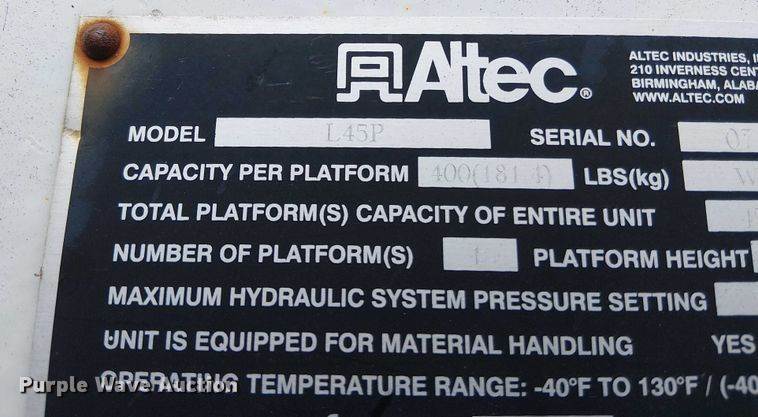 Altec®
ALTEC INDUSTRIES,
210 INVERNESS
BIRMINGHAM,
WWW.ALTEC.COM
MODEL L45P SERIAL NO. 07
CAPACITY PER PLATFORM 400(181.4) LBS(kg)
TOTAL PLATFORM(S) CAPACITY OF ENTIRE UNIT
NUMBER OF PLATFORM(S) 1 PLATFORM HEIGHT
MAXIMUM HYDRAULIC SYSTEM PRESSURE SETTING
UNIT IS EQUIPPED FOR MATERIAL HANDLING YES
OPERATING TEMPERATURE RANGE: -40°F TO 130°F / (-40
Purple Wave Auction